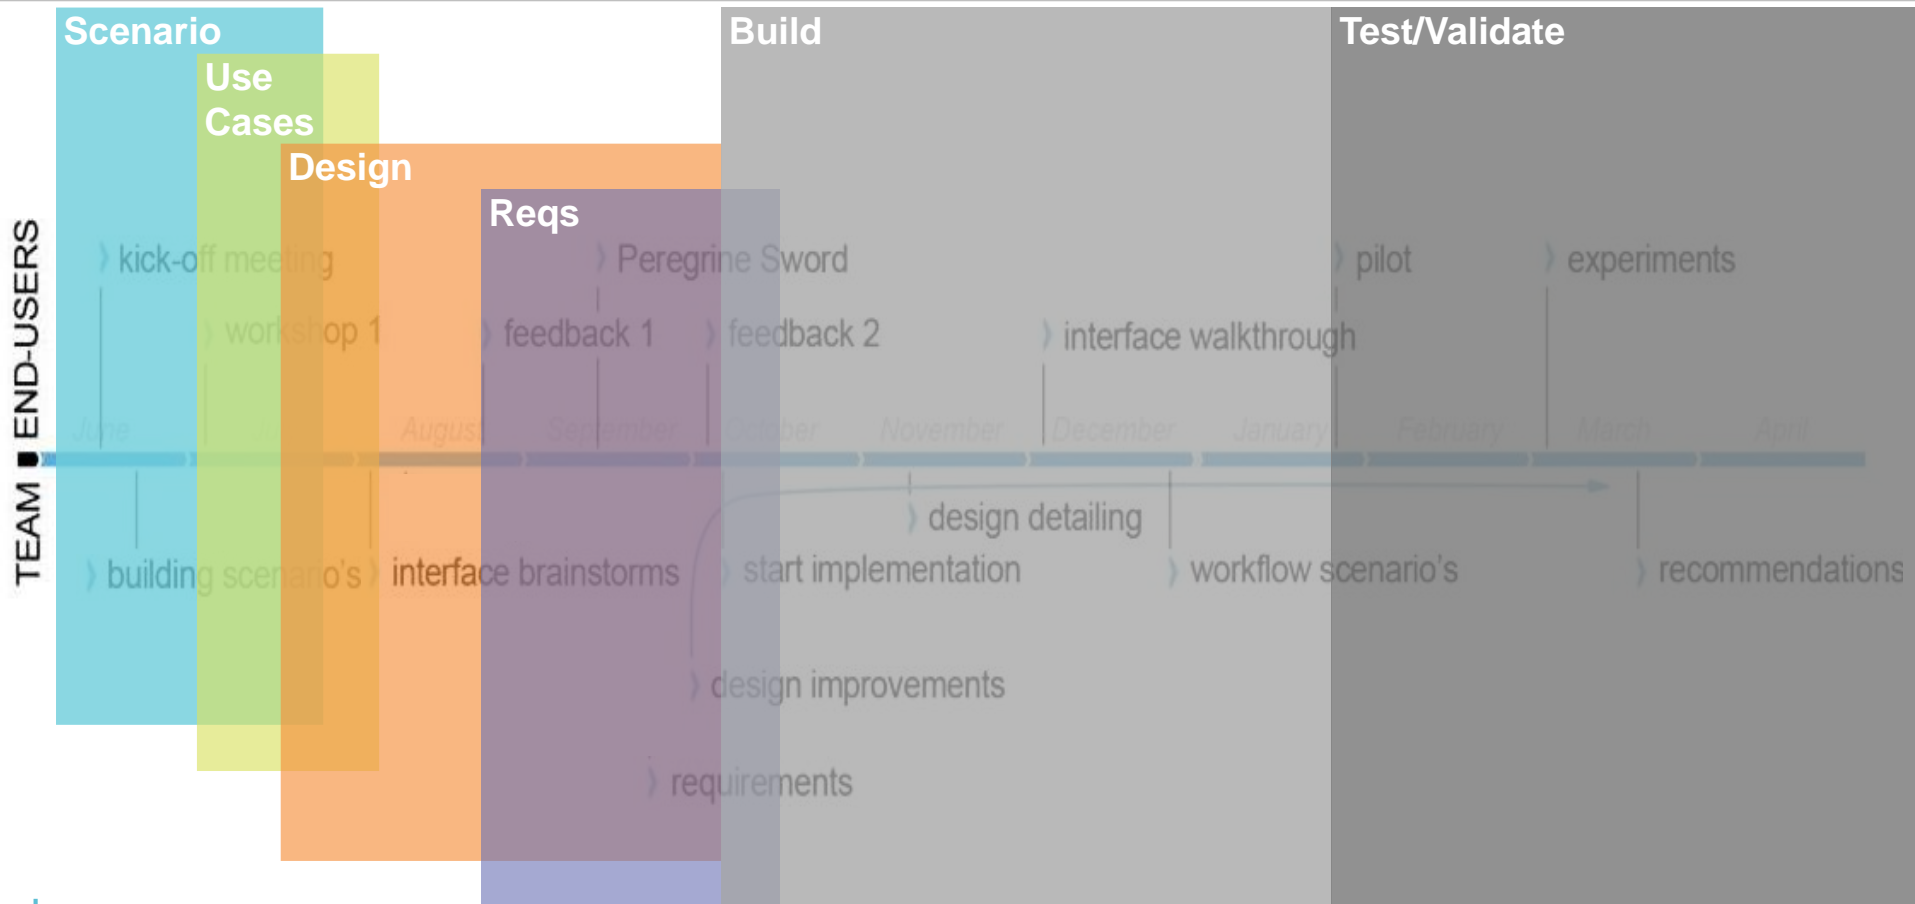 Scenario
Build
Test/Validate
Use
Cases
Design
Reqs
TEAM END-USERS
kick-off meeting
Peregrine Sword
pilot
experiments
workshop 1
feedback 1
feedback 2
interface walkthrough
June
August
September
October
November
December
January
February
March
April
design detailing
building scenario's
interface brainstorms
start implementation
workflow scenario's
recommendations
design improvements
requirements